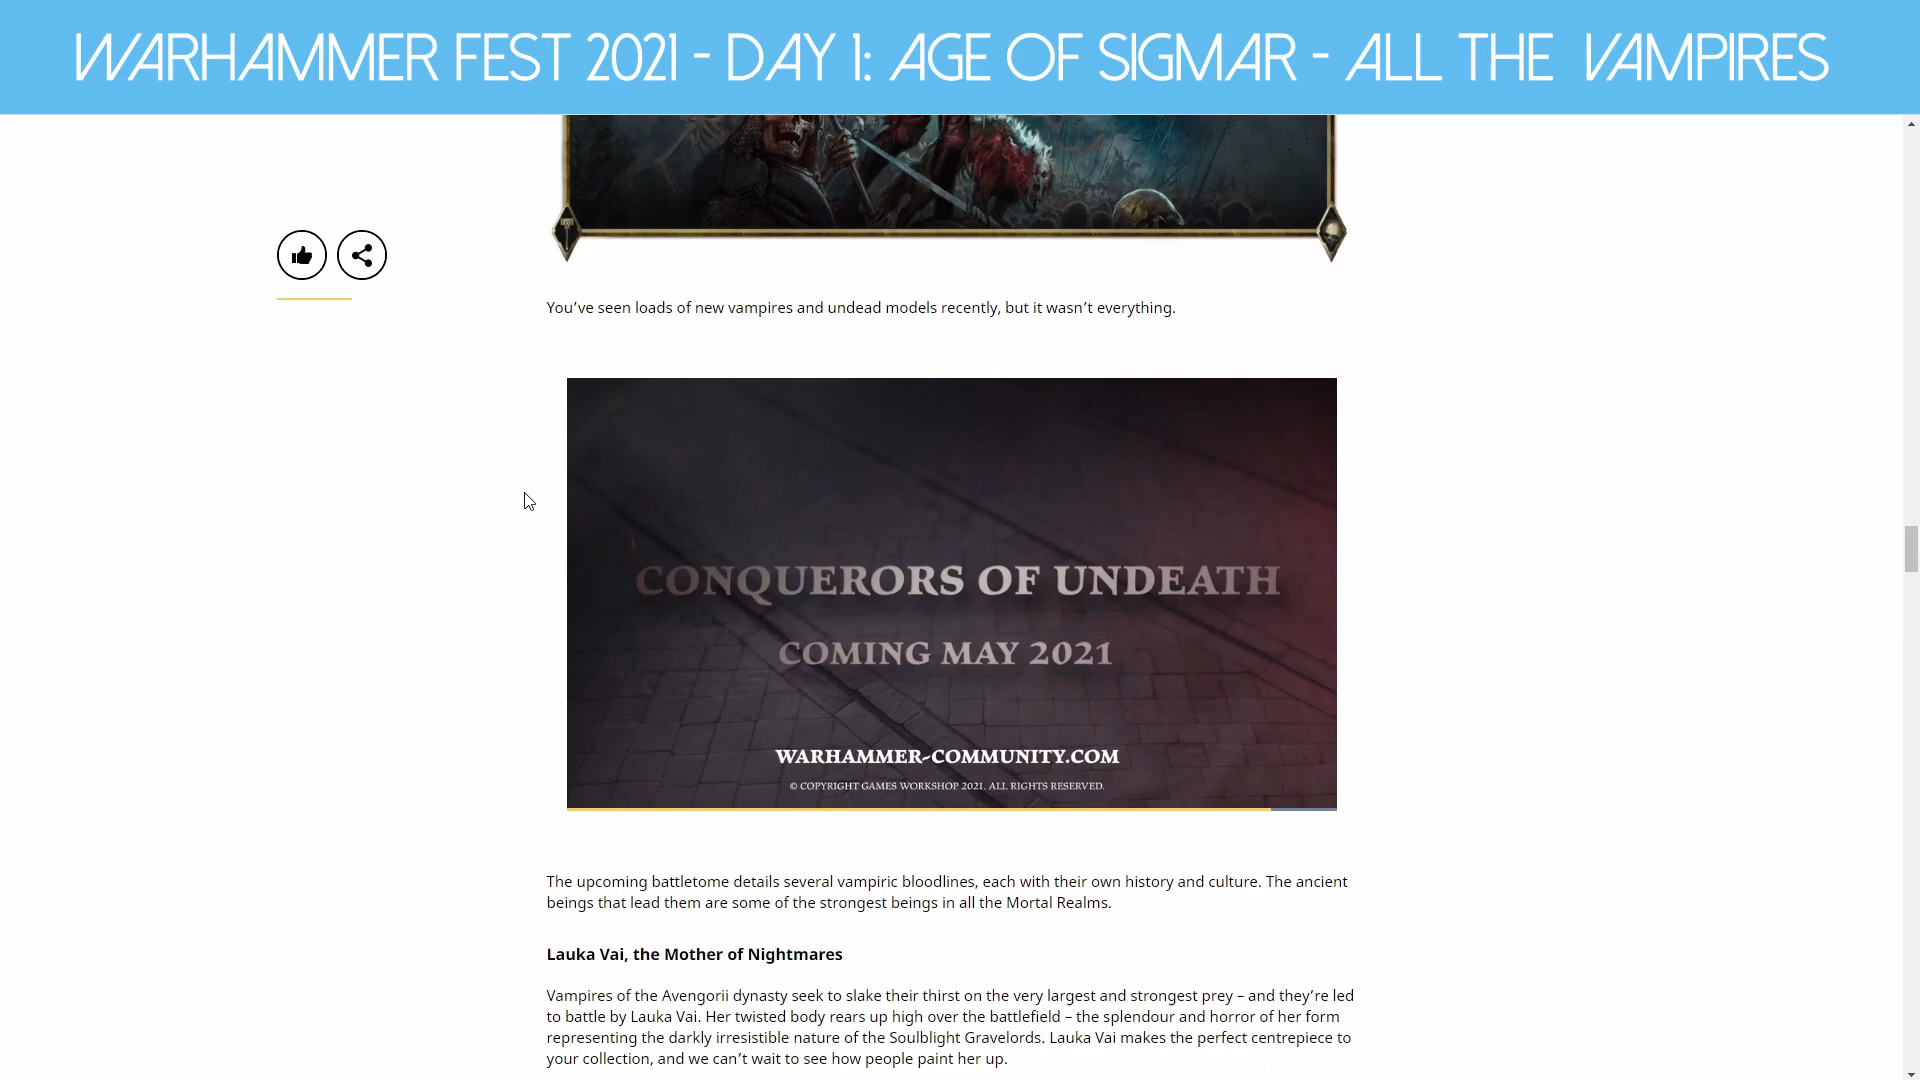 WARHAMMER FEST 2021 - DAY 1: AGE OF SIGMAR - ALL THE VAMPIRES
You’ve seen loads of new vampires and undead models recently, but it wasn’t everything.
CONQUERORS OF UNDEATH
COMING MAY 2021
WARHAMMER-COMMUNITY.COM
© COPYRIGHT GAMES WORKSHOP 2021. ALL RIGHTS RESERVED.
The upcoming battletome details several vampiric bloodlines, each with their own history and culture. The ancient
beings that lead them are some of the strongest beings in all the Mortal Realms.
Lauka Vai, the Mother of Nightmares
Vampires of the Avengorii dynasty seek to slake their thirst on the very largest and strongest prey – and they’re led
to battle by Lauka Vai. Her twisted body rears up high over the battlefield – the splendour and horror of her form
representing the darkly irresistible nature of the Soulblight Gravelords. Lauka Vai makes the perfect centrepiece to
your collection, and we can’t wait to see how people paint her up.